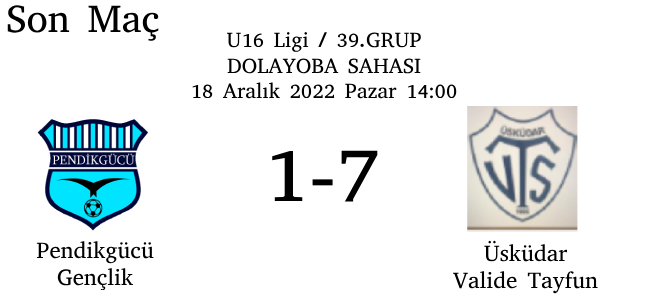 Son Maç
U16 Ligi / 39.GRUP
DOLAYOBA SAHASI
18 Aralık 2022 Pazar 14:00
PENDİKGÜCÜ
1-7
ÜSKÜDAR
VTS
Pendikgücü
Gençlik
Üsküdar
Valide Tayfun